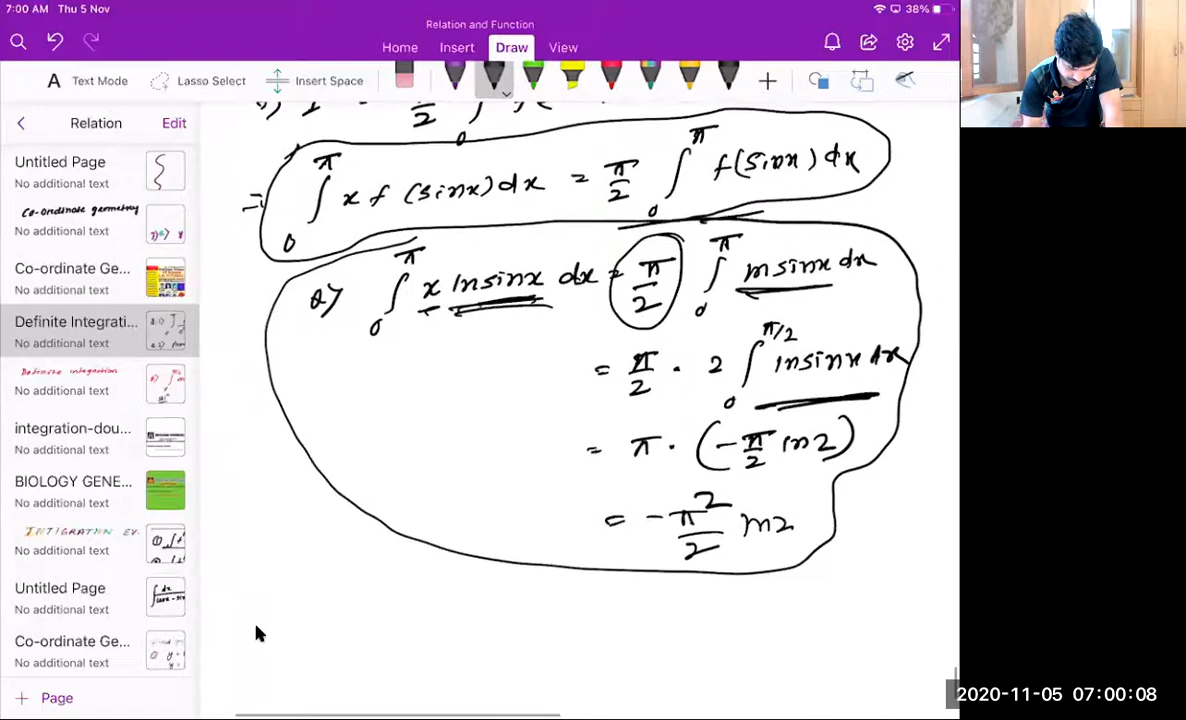 7:00 AM Thu 5 Nov
38%
Relation and Function
Home Insert Draw View
Text Mode Lasso Select Insert Space
Relation Edit
Untitled Page
No additional text
Co-ordinate geometry
No additional text
Co-ordinate Ge...
No additional text
Definite Integrati...
No additional text
Definite integration
No additional text
integration-dou...
No additional text
BIOLOGY GENE...
No additional text
INTIGRATION EV.
No additional text
Untitled Page
No additional text
Co-ordinate Ge...
No additional text
+ Page
⇒ ∫₀^π x f (sinx) dx = π/2 ∫₀^π f(sinx) dx
Q) ∫₀^π x lnsinx dx = π/2 ∫₀^π lnsinx dx
= π/2 · 2 ∫₀^π/2 lnsinx dx
= π · (-π/2 ln2)
= -π²/2 ln2
2020-11-05 07:00:08